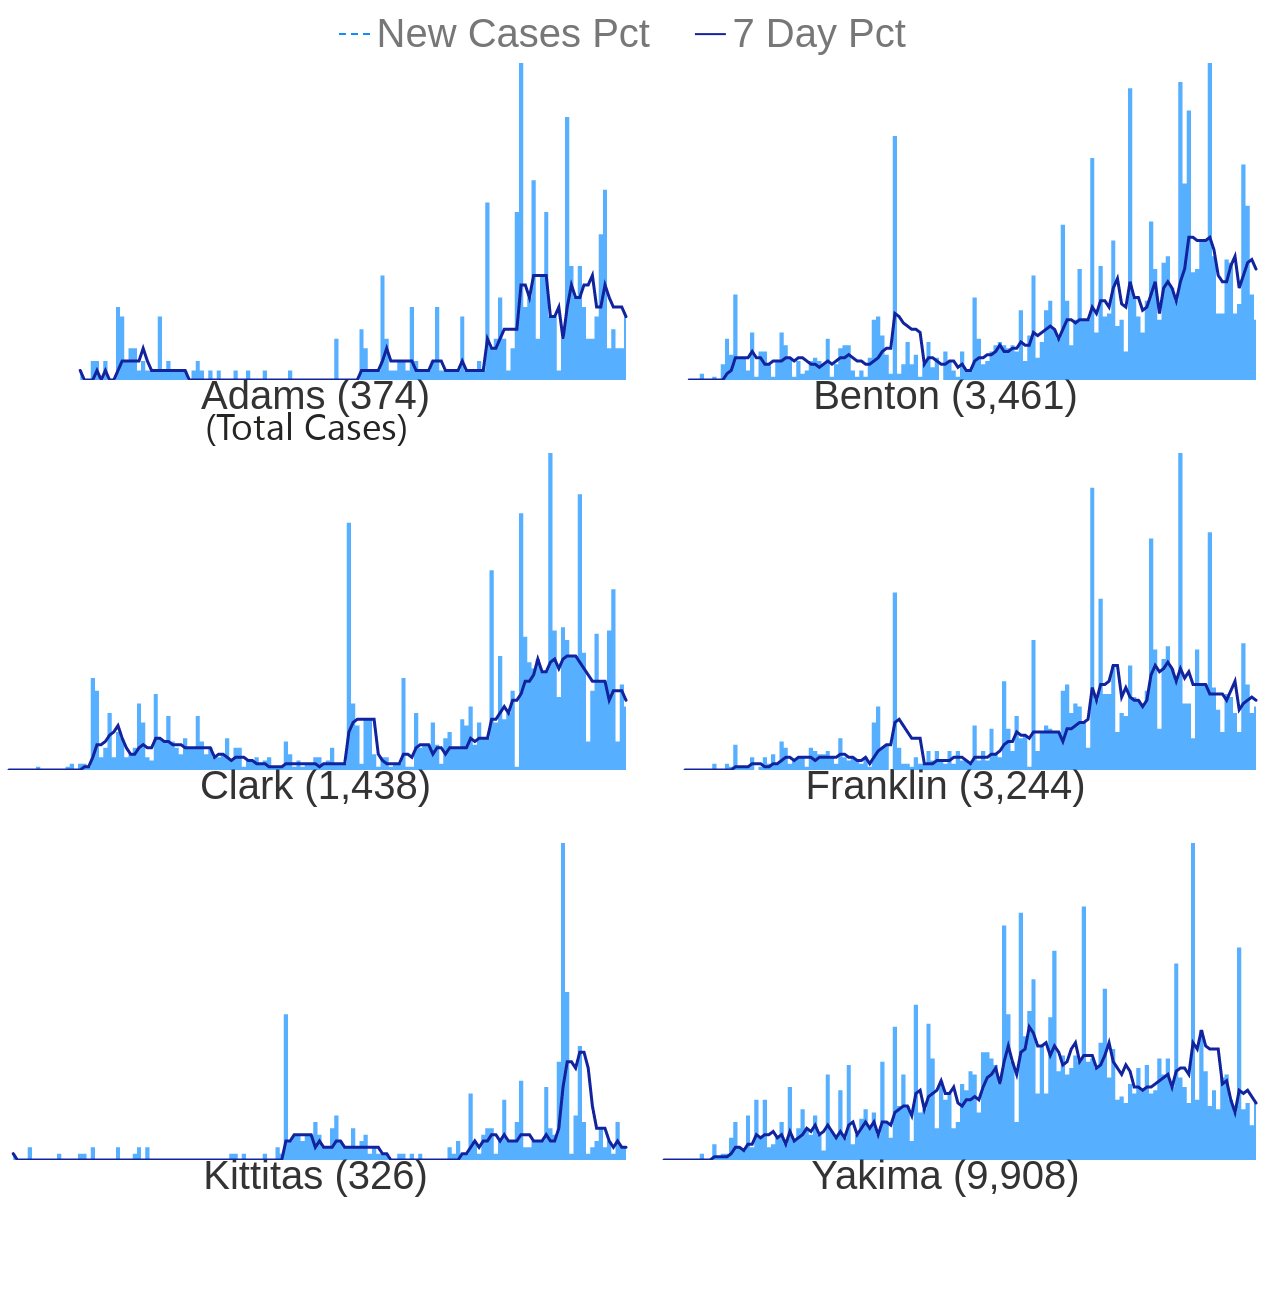 New Cases Pct 7 Day Pct
Adams (374)
(Total Cases)
Benton (3,461)
Clark (1,438)
Franklin (3,244)
Kittitas (326)
Yakima (9,908)